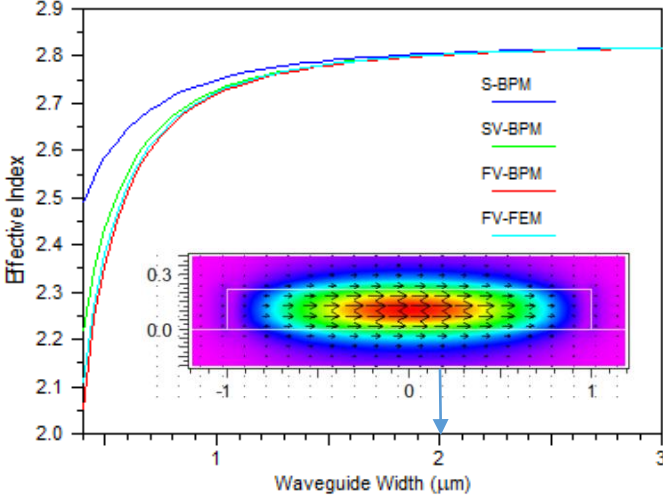 2.9
2.8
2.7
2.6
2.5
2.4
2.3
2.2
2.1
2.0
Effective Index
S-BPM
SV-BPM
FV-BPM
FV-FEM
0.3
0.0
-1 0 1
1 2 3
Waveguide Width (μm)